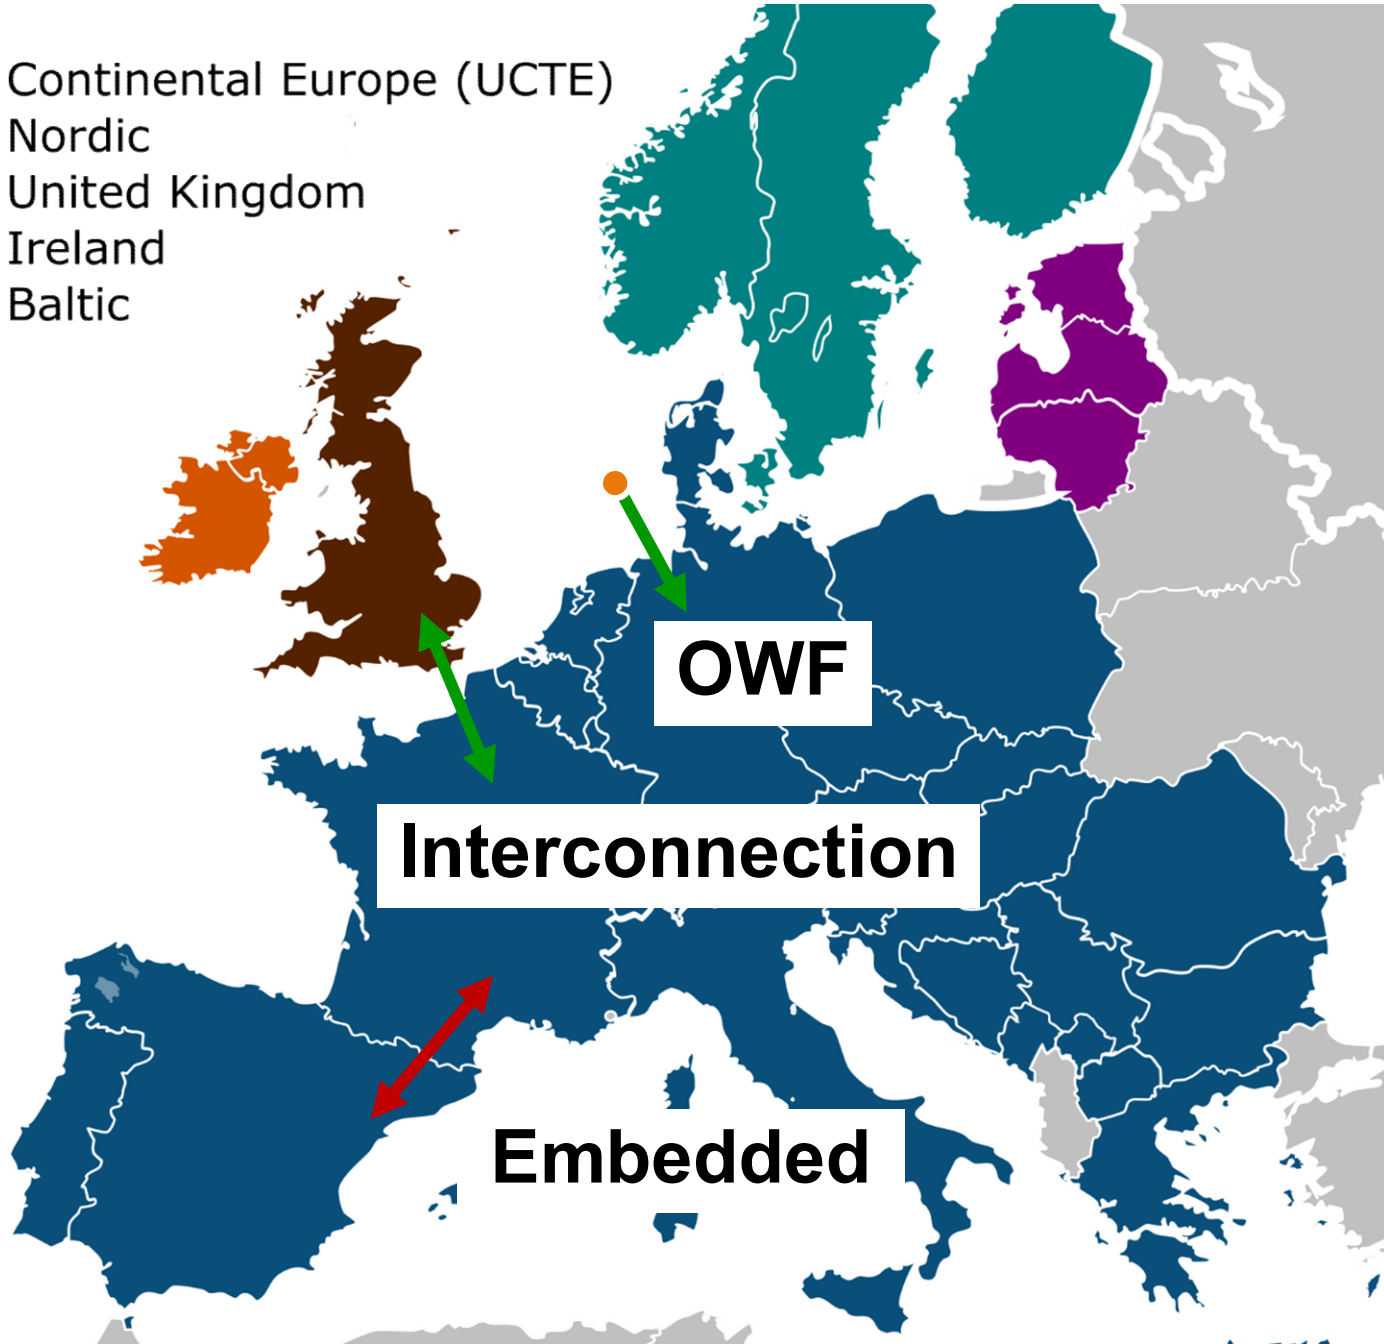 Continental Europe (UCTE)
Nordic
United Kingdom
Ireland
Baltic
OWF
Interconnection
Embedded